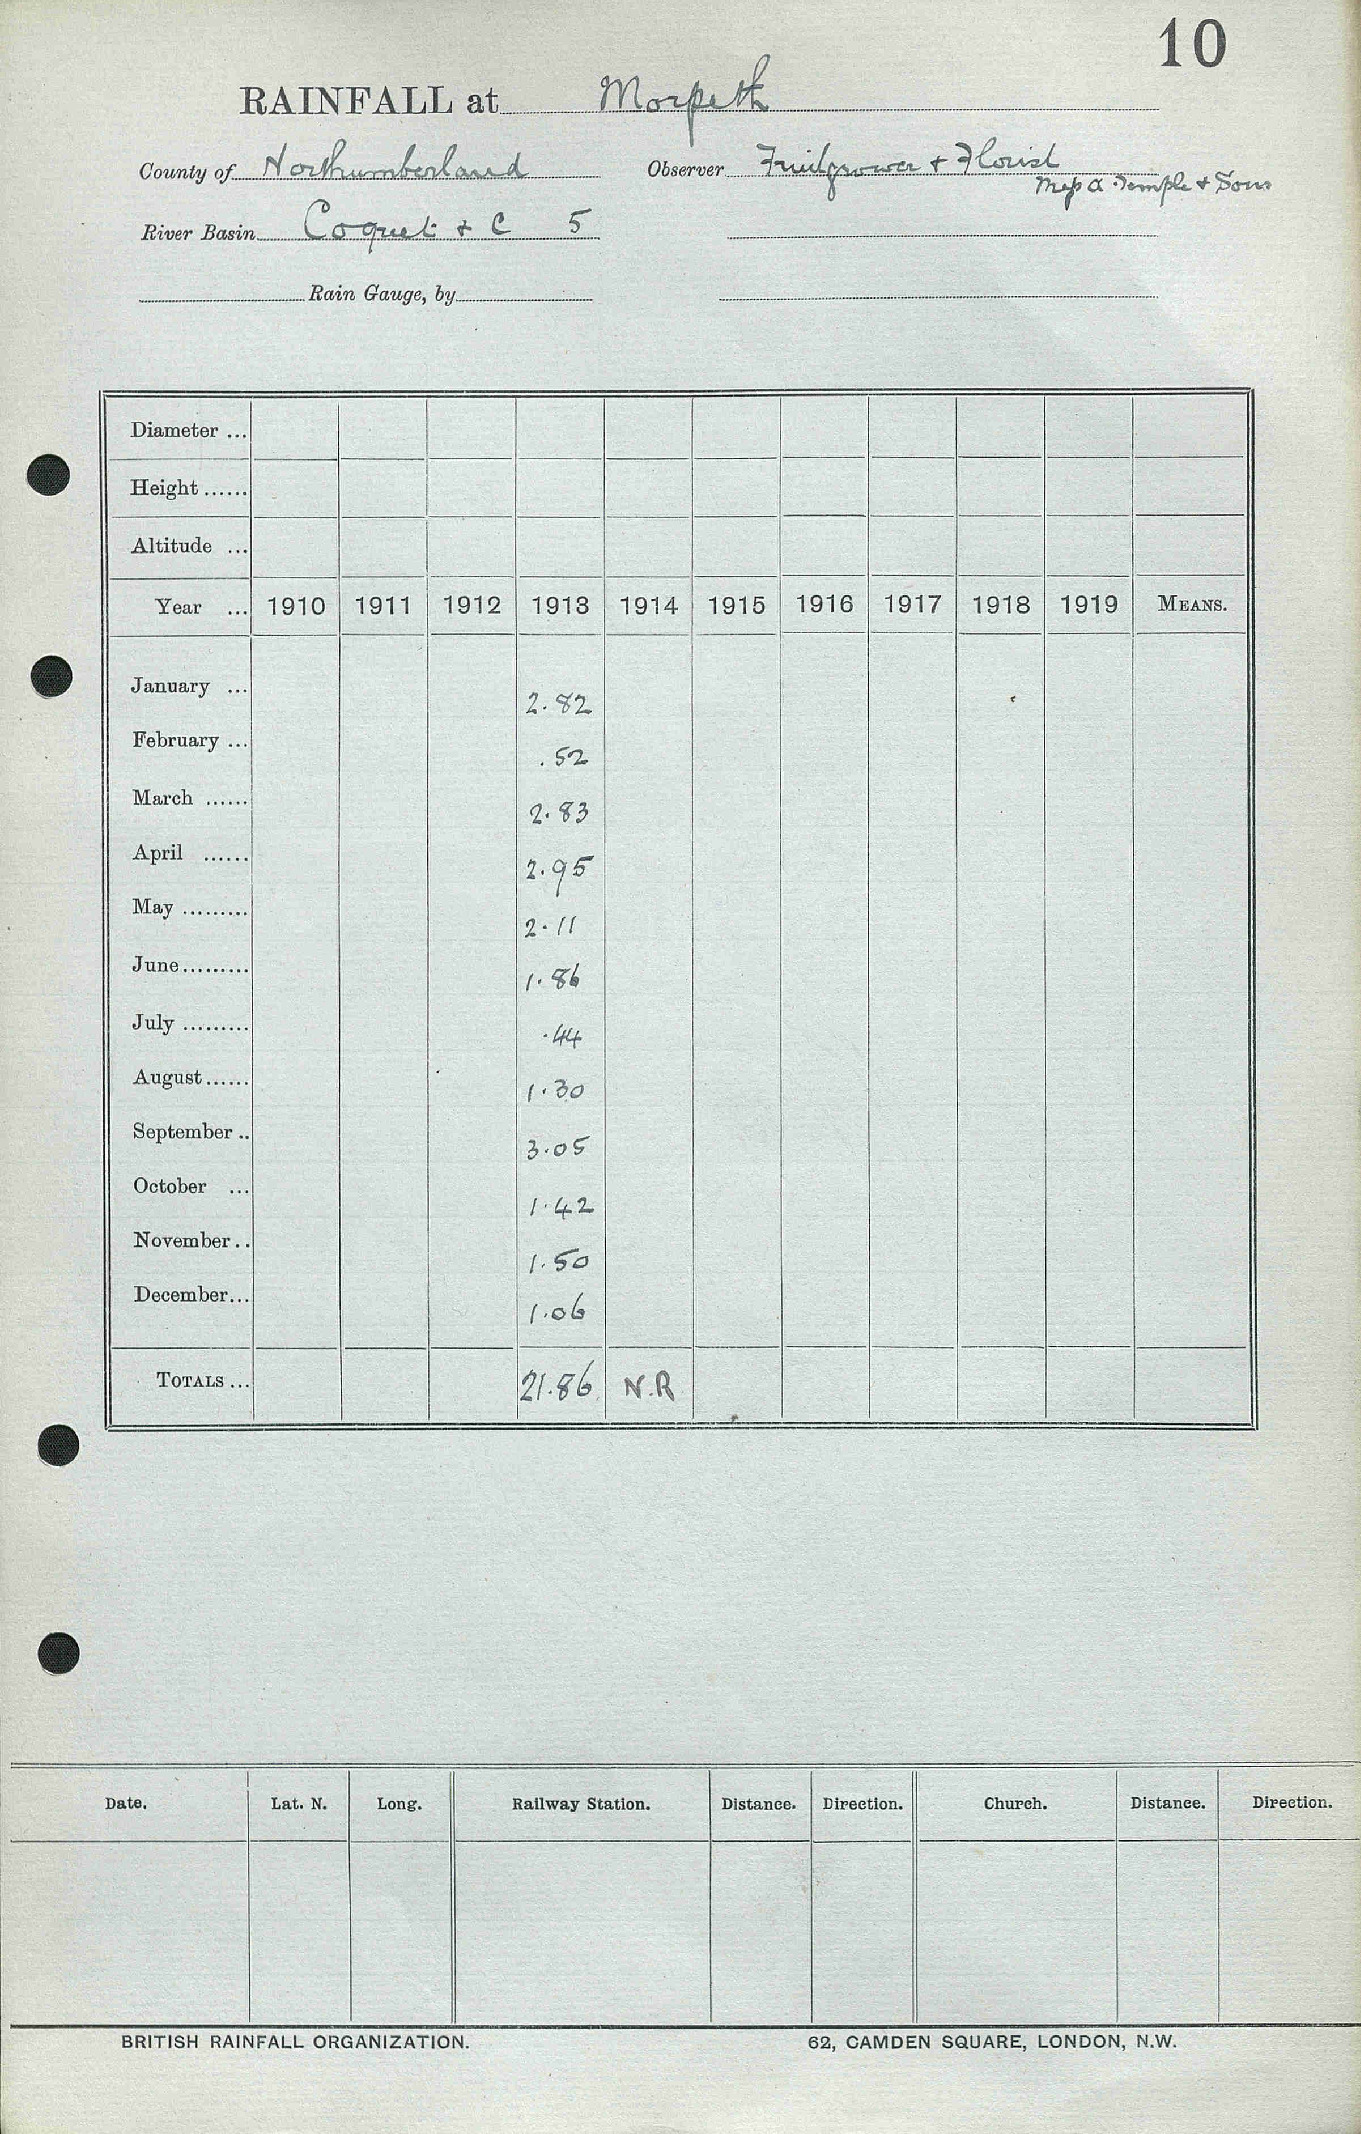 10
RAINFALL at Morpeth
County of Northumberland Observer Fruitgrower + Florist
Mess A. Temple + Sons
River Basin Coquet + C 5
Rain Gauge, by
Diameter ...
Height ......
Altitude ...
Year ... 1910 1911 1912 1913 1914 1915 1916 1917 1918 1919 MEANS.
January ... 2.82
February ... .52
March ...... 2.83
April ...... 2.95
May ......... 2.11
June ......... 1.86
July ......... .44
August ...... 1.30
September .. 3.05
October ... 1.42
November .. 1.50
December ... 1.06
TOTALS ... 21.86 N.R
Date. Lat. N. Long. Railway Station. Distance. Direction. Church. Distance. Direction.
BRITISH RAINFALL ORGANIZATION. 62, CAMDEN SQUARE, LONDON, N.W.